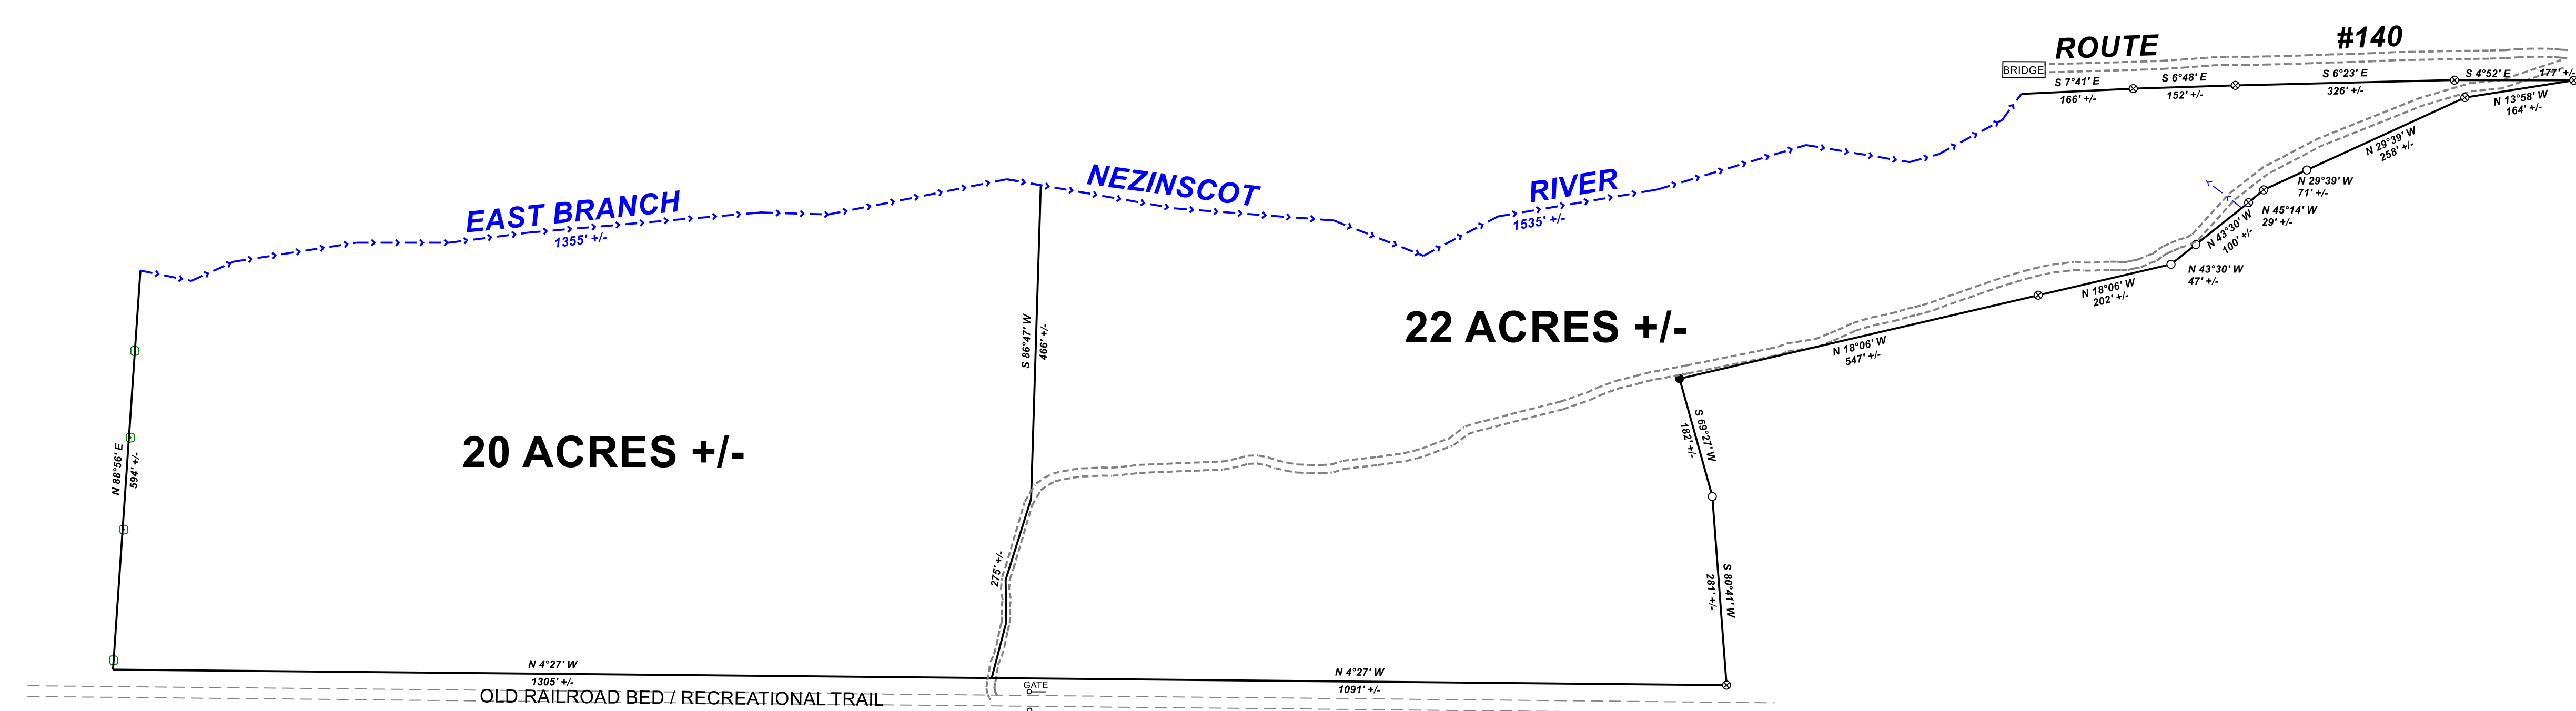 ROUTE #140
BRIDGE
S 7°41' E
166' +/-
S 6°48' E
152' +/-
S 6°23' E
326' +/-
S 4°52' E
177' +/-
N 13°58' W
164' +/-
N 29°39' W
258' +/-
N 29°39' W
71' +/-
N 45°14' W
29' +/-
N 43°30' W
100' +/-
N 43°30' W
47' +/-
N 18°06' W
202' +/-
N 18°06' W
547' +/-
EAST BRANCH NEZINSCOT RIVER
1355' +/-
1535' +/-
S 86°47' W
466' +/-
22 ACRES +/-
20 ACRES +/-
N 88°56' E
594' +/-
S 69°27' W
182' +/-
275' +/-
S 80°41' W
281' +/-
N 4°27' W
1305' +/-
N 4°27' W
1091' +/-
GATE
OLD RAILROAD BED / RECREATIONAL TRAIL